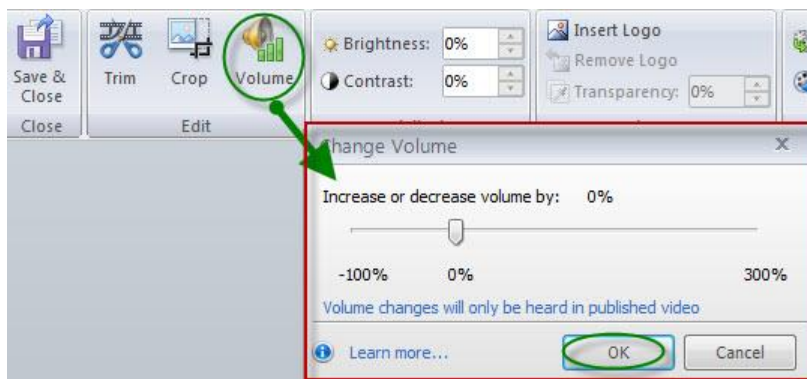 Save & Close
Trim
Crop
Volume
Brightness: 0%
Contrast: 0%
Insert Logo
Remove Logo
Transparency: 0%
Close
Edit
Change Volume
Increase or decrease volume by: 0%
-100% 0% 300%
Volume changes will only be heard in published video
Learn more...
OK
Cancel